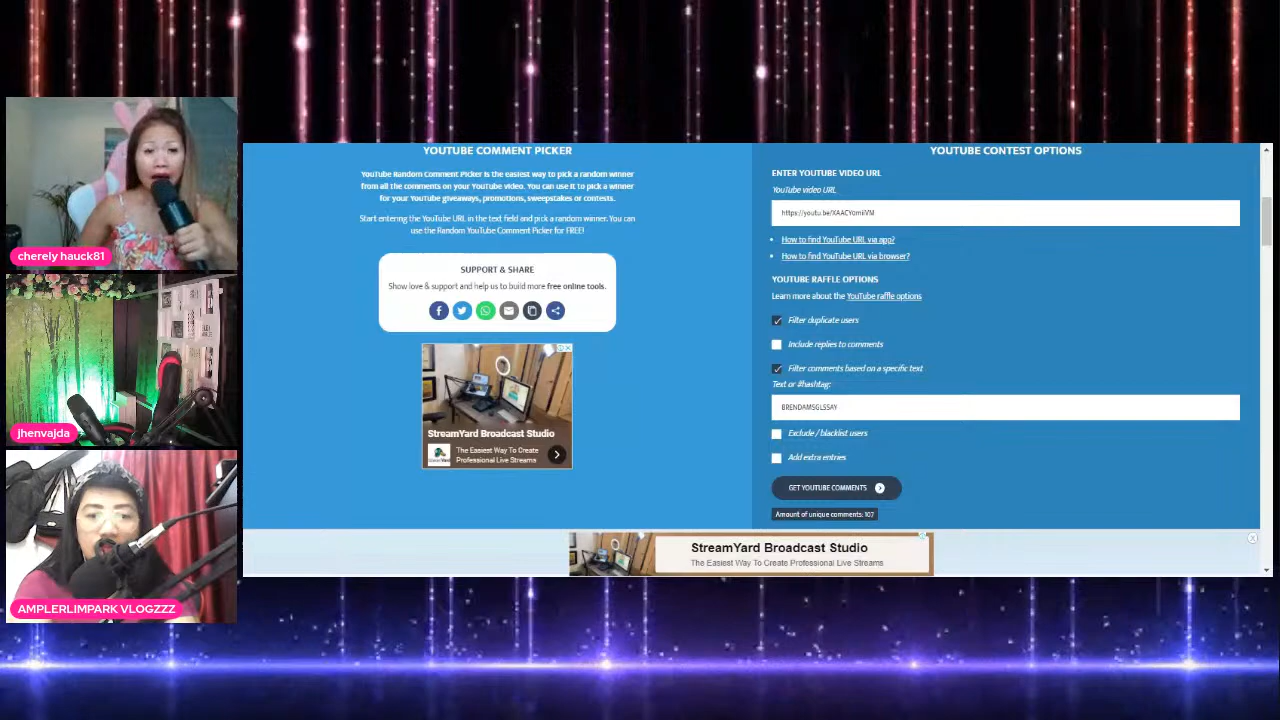 cherely hauck81
jhenvajda
AMPLERLIMPARK VLOGZZZ
YOUTUBE COMMENT PICKER
YouTube Random Comment Picker is the easiest way to pick a random winner
from all the comments on your YouTube video. You can use it to pick a winner
for your YouTube giveaways, promotions, sweepstakes or contests.
Start entering the YouTube URL in the text field and pick a random winner. You can
use the Random YouTube Comment Picker for FREE!
SUPPORT & SHARE
Show love & support and help us to build more free online tools.
StreamYard Broadcast Studio
The Easiest Way To Create
Professional Live Streams
YOUTUBE CONTEST OPTIONS
ENTER YOUTUBE VIDEO URL
YouTube video URL
How to find YouTube URL via app?
How to find YouTube URL via browser?
YOUTUBE RAFFLE OPTIONS
Learn more about the YouTube raffle options
Filter duplicate users
Include replies to comments
Filter comments based on a specific text
Text or #hashtag:
BRENDAMSGLSSAY
Exclude / blacklist users
Add extra entries
GET YOUTUBE COMMENTS
Amount of unique comments: 107
StreamYard Broadcast Studio
The Easiest Way To Create Professional Live Streams